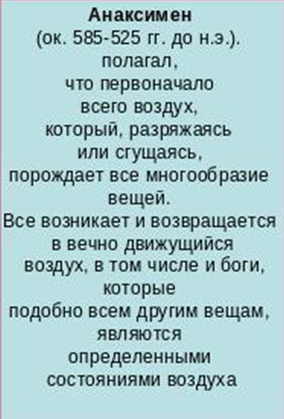 Анаксимен
(ок. 585-525 гг. до н.э.).
полагал,
что первоначало
всего воздух,
который, разряжаясь
или сгущаясь,
порождает все многообразие
вещей.
Все возникает и возвращается
в вечно движущийся
воздух, в том числе и боги,
которые
подобно всем другим вещам,
являются
определенными
состояниями воздуха